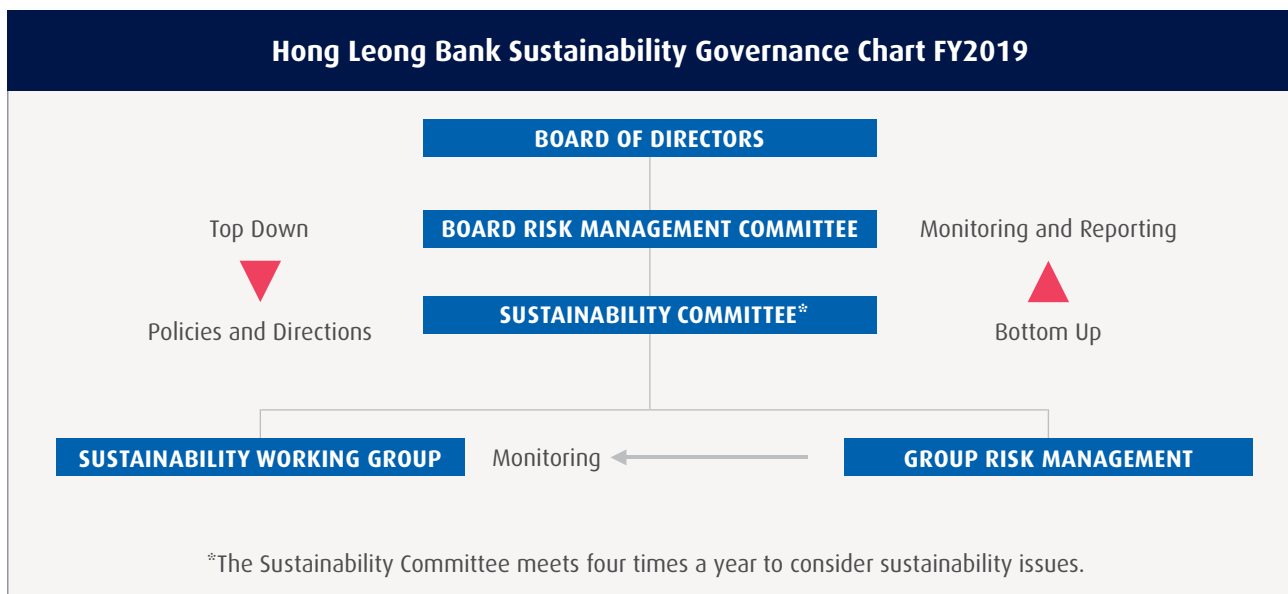 Hong Leong Bank Sustainability Governance Chart FY2019
BOARD OF DIRECTORS
Top Down
BOARD RISK MANAGEMENT COMMITTEE
Monitoring and Reporting
SUSTAINABILITY COMMITTEE*
Policies and Directions
Bottom Up
SUSTAINABILITY WORKING GROUP
Monitoring
GROUP RISK MANAGEMENT
*The Sustainability Committee meets four times a year to consider sustainability issues.